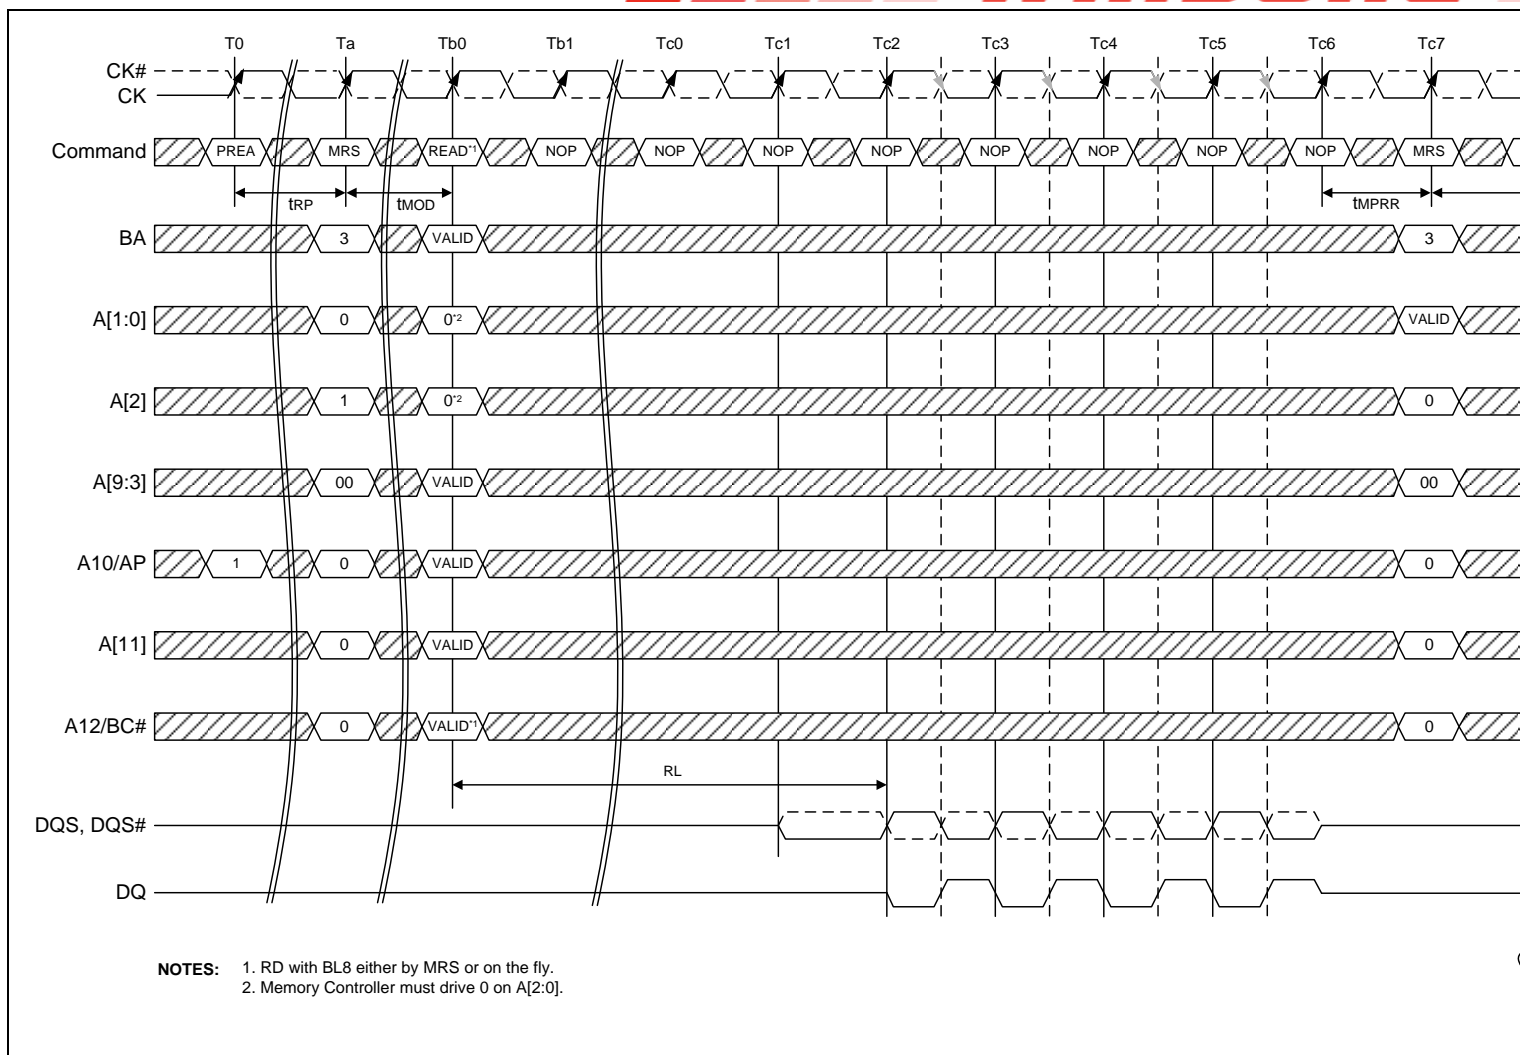 T0 Ta Tb0 Tb1 Tc0 Tc1 Tc2 Tc3 Tc4 Tc5 Tc6 Tc7
CK#
CK
Command PREA MRS READ*1 NOP NOP NOP NOP NOP NOP NOP NOP MRS
tRP tMOD tMPRR
BA 3 VALID 3
A[1:0] 0 0*2 VALID
A[2] 1 0*2 0
A[9:3] 00 VALID 00
A10/AP 1 0 VALID 0
A[11] 0 VALID 0
A12/BC# 0 VALID*1 0
RL
DQS, DQS#
DQ
NOTES: 1. RD with BL8 either by MRS or on the fly.
2. Memory Controller must drive 0 on A[2:0].